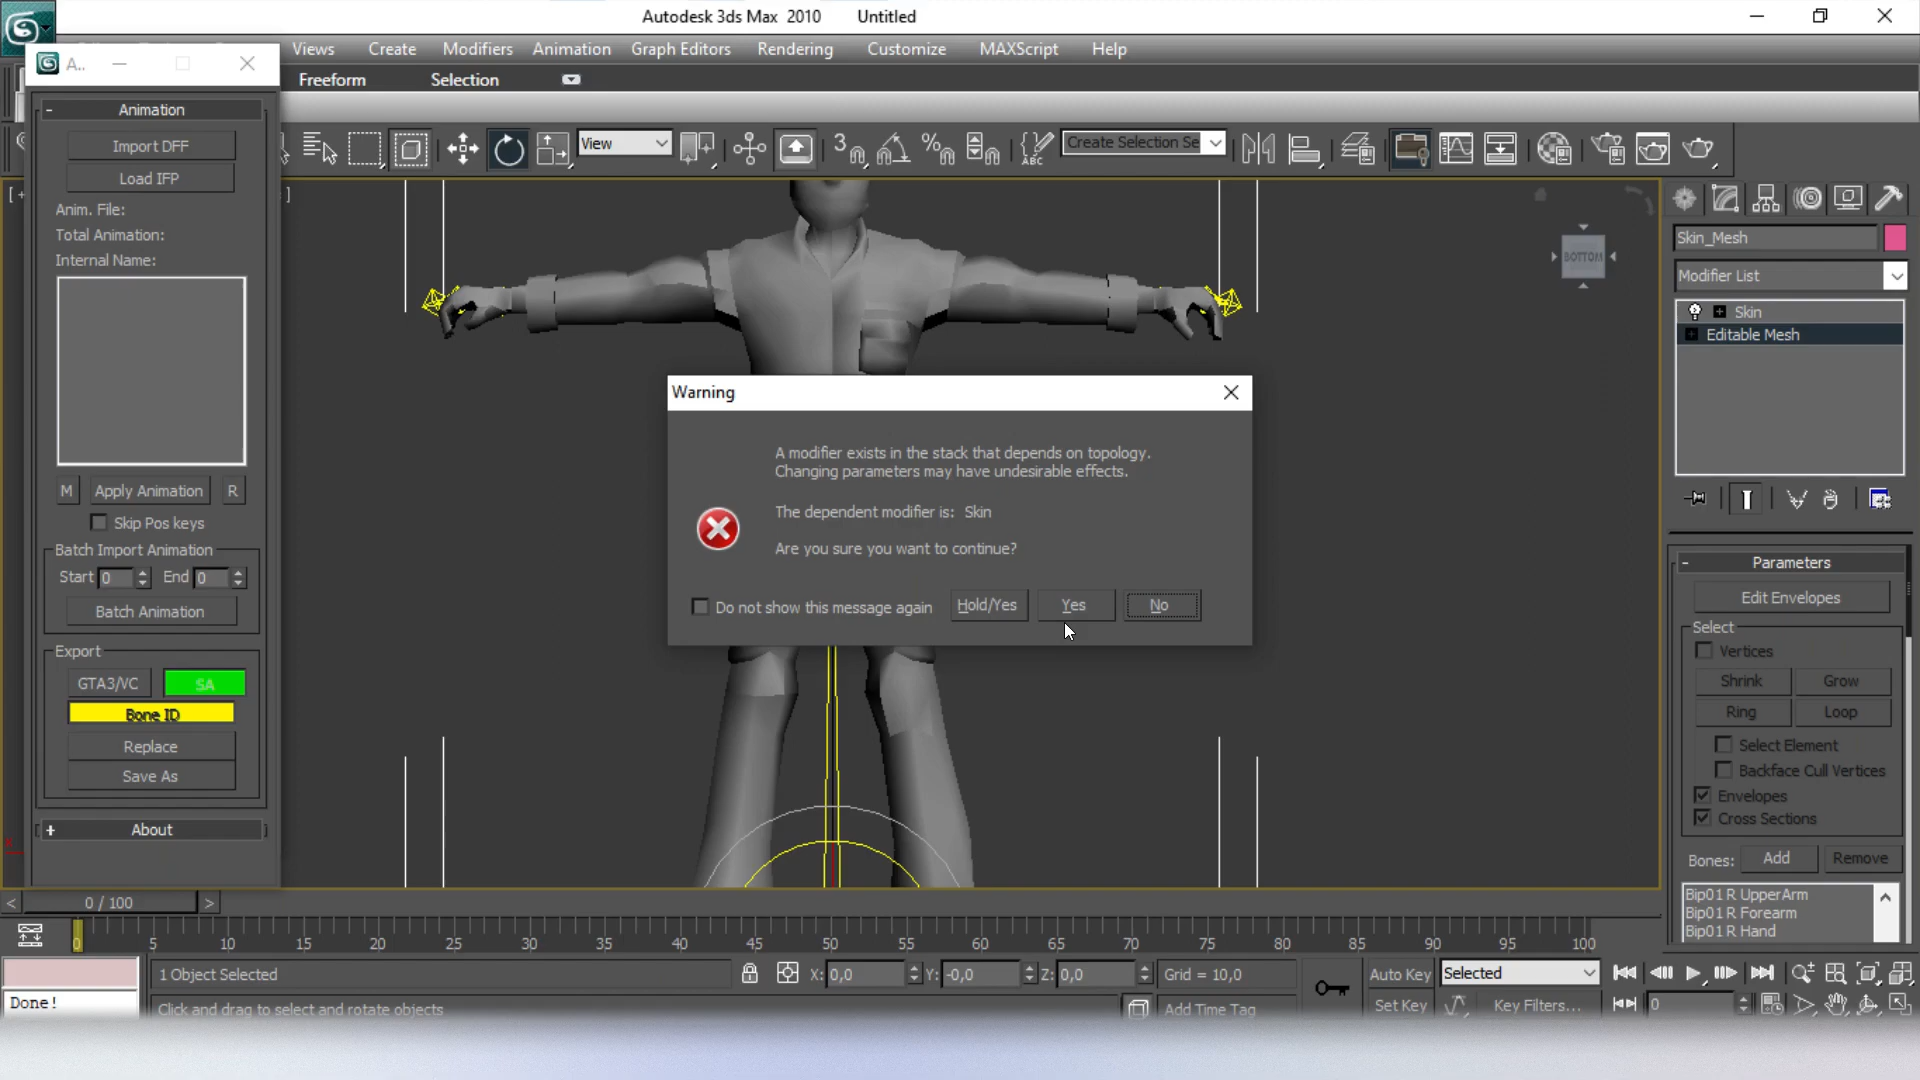 Autodesk 3ds Max 2010 Untitled
A..
Views Create Modifiers Animation Graph Editors Rendering Customize MAXScript Help
Freeform Selection
Animation
Import DFF
Load IFP
Anim. File:
Total Animation:
Internal Name:
M Apply Animation R
Skip Pos keys
Batch Import Animation
Start 0 End 0
Batch Animation
Export
GTA3/VC SA
Bone ID
Replace
Save As
About
View
3
%
ABC
Create Selection Se
[ +
]
BOTTOM
Warning
A modifier exists in the stack that depends on topology.
Changing parameters may have undesirable effects.
The dependent modifier is: Skin
Are you sure you want to continue?
Do not show this message again Hold/Yes Yes No
Skin_Mesh
Modifier List
Skin
Editable Mesh
Parameters
Edit Envelopes
Select
Vertices
Shrink Grow
Ring Loop
Select Element
Backface Cull Vertices
Envelopes
Cross Sections
Bones: Add Remove
Bip01 R UpperArm
Bip01 R Forearm
Bip01 R Hand
< 0 / 100 >
0 5 10 15 20 25 30 35 40 45 50 55 60 65 70 75 80 85 90 95 100
1 Object Selected X: 0,0 Y: -0,0 Z: 0,0 Grid = 10,0 Auto Key Selected
Done! Click and drag to select and rotate objects Add Time Tag Set Key Key Filters... 0